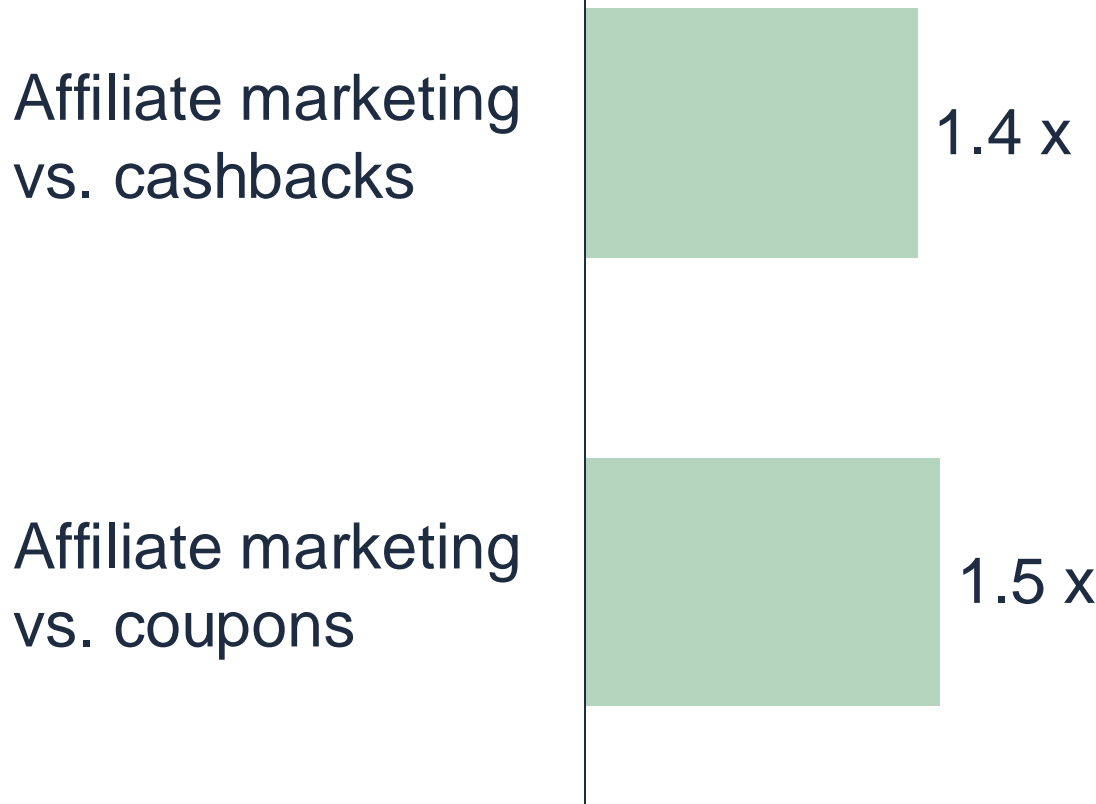 Affiliate marketing
vs. cashbacks
1.4 x
Affiliate marketing
vs. coupons
1.5 x